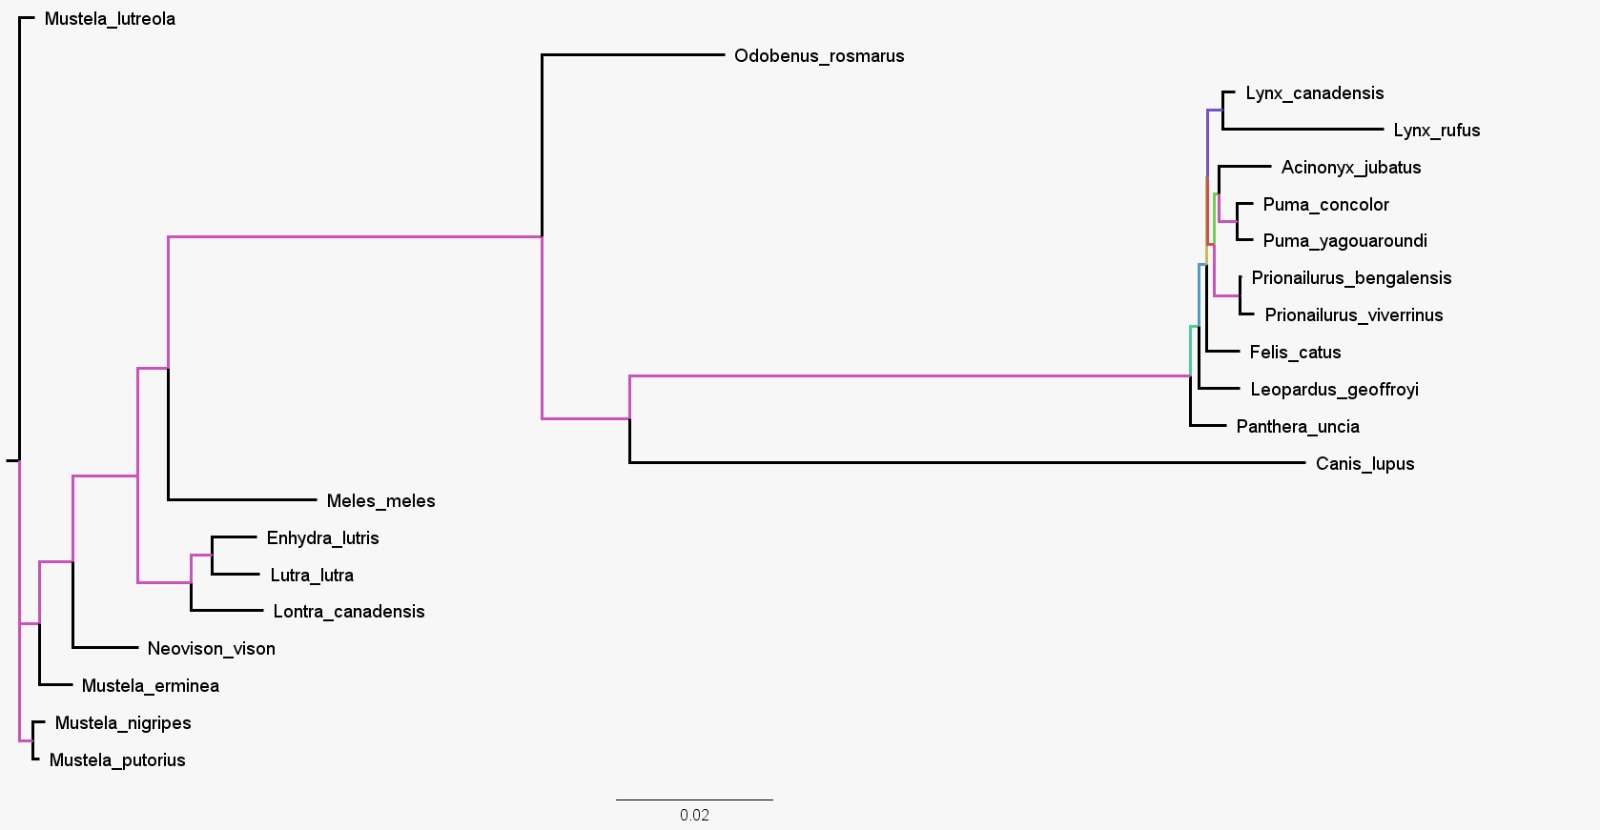 Mustela_lutreola
Odobenus_rosmarus
Lynx_canadensis
Lynx_rufus
Acinonyx_jubatus
Puma_concolor
Puma_yagouaroundi
Prionailurus_bengalensis
Prionailurus_viverrinus
Felis_catus
Leopardus_geoffroyi
Panthera_uncia
Canis_lupus
Meles_meles
Enhydra_lutris
Lutra_lutra
Lontra_canadensis
Neovison_vison
Mustela_erminea
Mustela_nigripes
Mustela_putorius
0.02